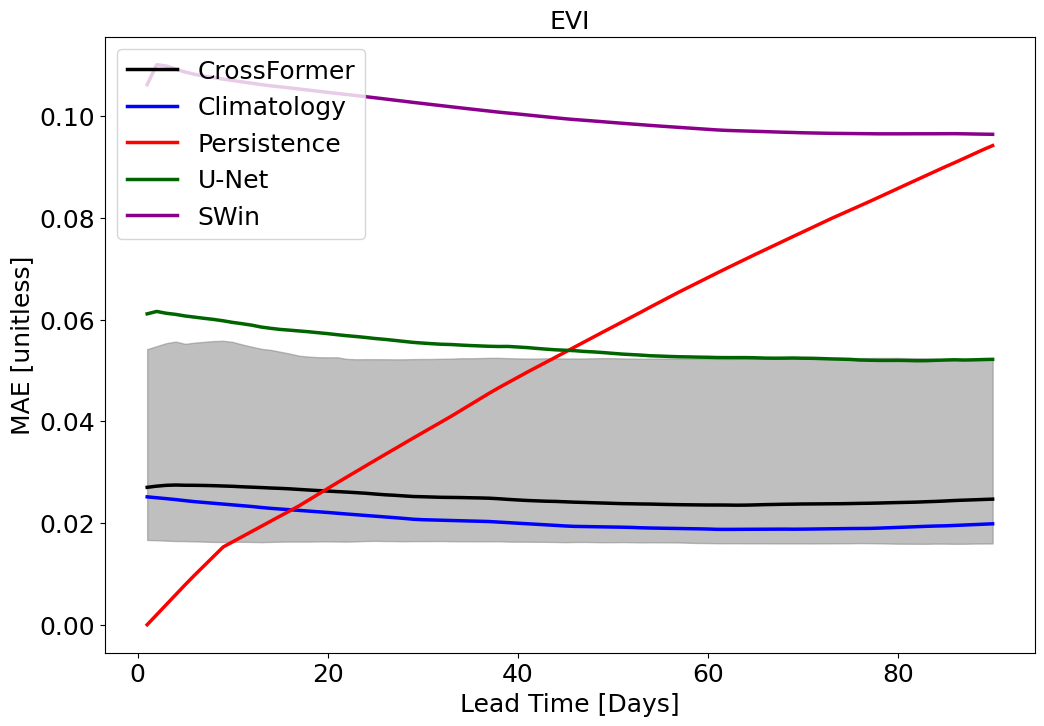 EVI
CrossFormer
Climatology
Persistence
U-Net
SWin
MAE [unitless]
0.10
0.08
0.06
0.04
0.02
0.00
0 20 40 60 80
Lead Time [Days]